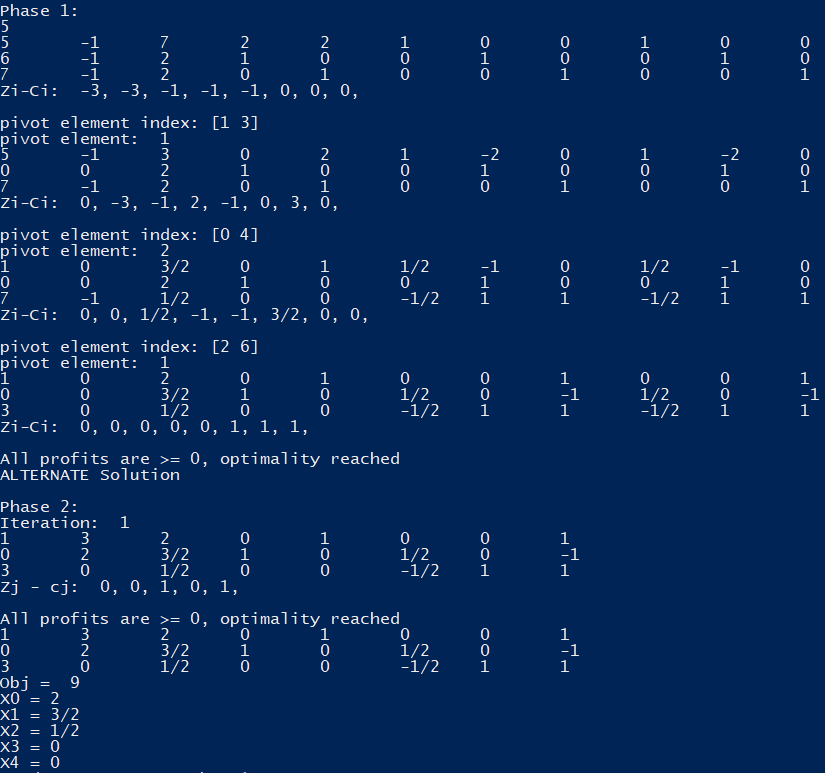 Phase 1:
5
5 -1 7 2 2 1 0 0 1 0 0
6 -1 2 1 0 0 1 0 0 1 0
7 -1 2 0 1 0 0 1 0 0 1
Zi-Ci: -3, -3, -1, -1, -1, 0, 0, 0,
pivot element index: [1 3]
pivot element: 1
5 -1 3 0 2 1 -2 0 1 -2 0
0 0 2 1 0 0 1 0 0 1 0
7 -1 2 0 1 0 0 1 0 0 1
Zi-Ci: 0, -3, -1, 2, -1, 0, 3, 0,
pivot element index: [0 4]
pivot element: 2
1 0 3/2 0 1 1/2 -1 0 1/2 -1 0
0 0 2 1 0 0 1 0 0 1 0
7 -1 1/2 0 0 -1/2 1 1 -1/2 1 1
Zi-Ci: 0, 0, 1/2, -1, -1, 3/2, 0, 0,
pivot element index: [2 6]
pivot element: 1
1 0 2 0 1 0 0 1 0 0 1
0 0 3/2 1 0 1/2 0 -1 1/2 0 -1
3 0 1/2 0 0 -1/2 1 1 -1/2 1 1
Zi-Ci: 0, 0, 0, 0, 0, 1, 1, 1,
All profits are >= 0, optimality reached
ALTERNATE Solution
Phase 2:
Iteration: 1
1 3 2 0 1 0 0 1
0 2 3/2 1 0 1/2 0 -1
3 0 1/2 0 0 -1/2 1 1
Zj - cj: 0, 0, 1, 0, 1,
All profits are >= 0, optimality reached
1 3 2 0 1 0 0 1
0 2 3/2 1 0 1/2 0 -1
3 0 1/2 0 0 -1/2 1 1
Obj = 9
X0 = 2
X1 = 3/2
X2 = 1/2
X3 = 0
X4 = 0